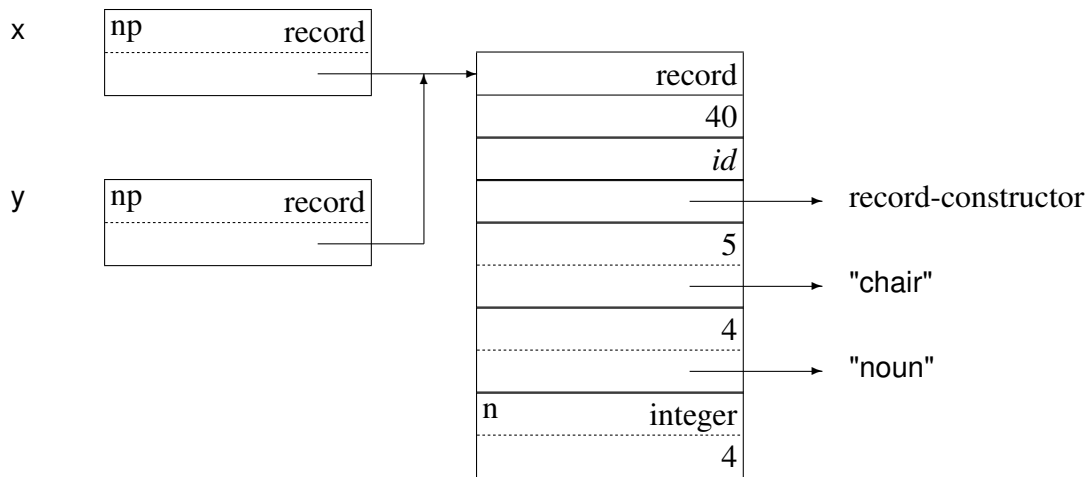 x
np record
record
40
id
y
np record
record-constructor
5
"chair"
4
"noun"
n integer
4